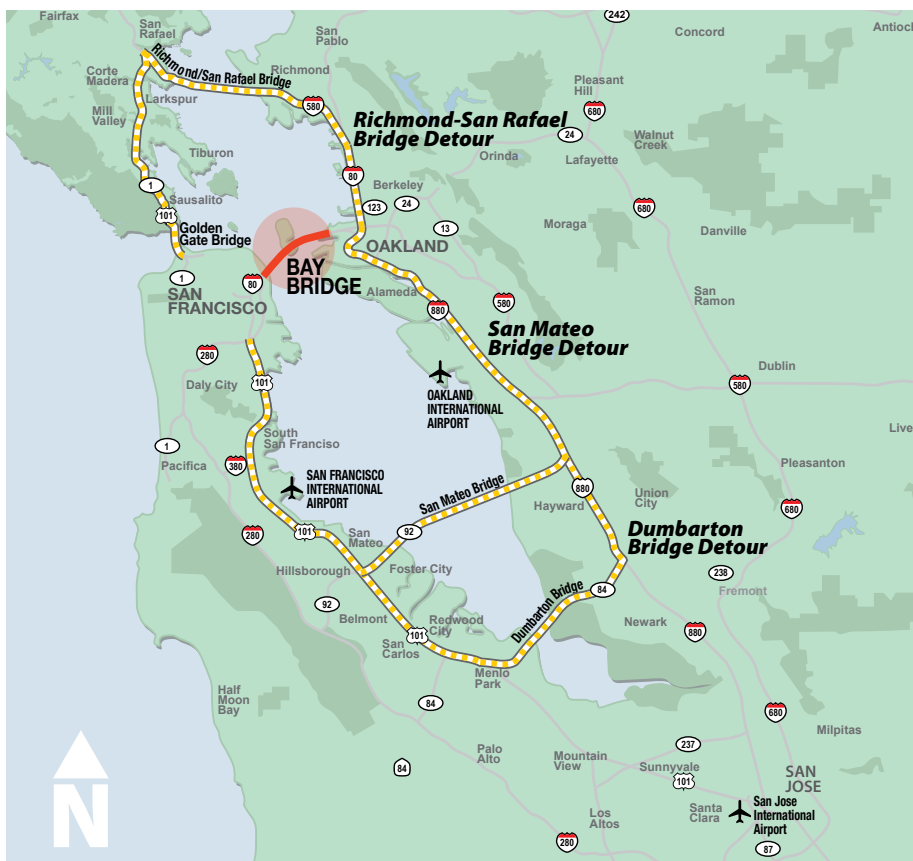 Fairfax
San
Rafael
San
Pablo
242
Concord
Antioc
Corte
Madera
Richmond/San Rafael Bridge
Richmond
Larkspur
580
Pleasant
Hill
680
Mill
Valley
Richmond-San Rafael
Bridge Detour
24
Walnut
Creek
Tiburon
Orinda
Lafayette
1
80
Berkeley
680
Sausalito
123
24
101
Golden
Gate Bridge
13
Moraga
Danville
OAKLAND
1
80
BAY
BRIDGE
SAN
FRANCISCO
Alameda
880
580
San
Ramon
San Mateo
Bridge Detour
280
Daly City
101
OAKLAND
INTERNATIONAL
AIRPORT
Dublin
580
Live
1
Pacifica
South
San Franciso
380
SAN FRANCISCO
INTERNATIONAL
AIRPORT
Pleasanton
San Mateo Bridge
880
Hayward
Union
City
680
280
101
San
Mateo
92
Dumbarton
Bridge Detour
Hillsborough
Foster City
238
Fremont
92
Belmont
Redwood
City
Dumbarton Bridge
84
Newark
880
101
San
Carlos
Menlo
Park
Half
Moon
Bay
84
680
Milpitas
Palo
Alto
Mountain
View
237
Sunnyvale
84
101
SAN
JOSE
N
Santa
Clara
San Jose
International
Airport
Los
Altos
280
87